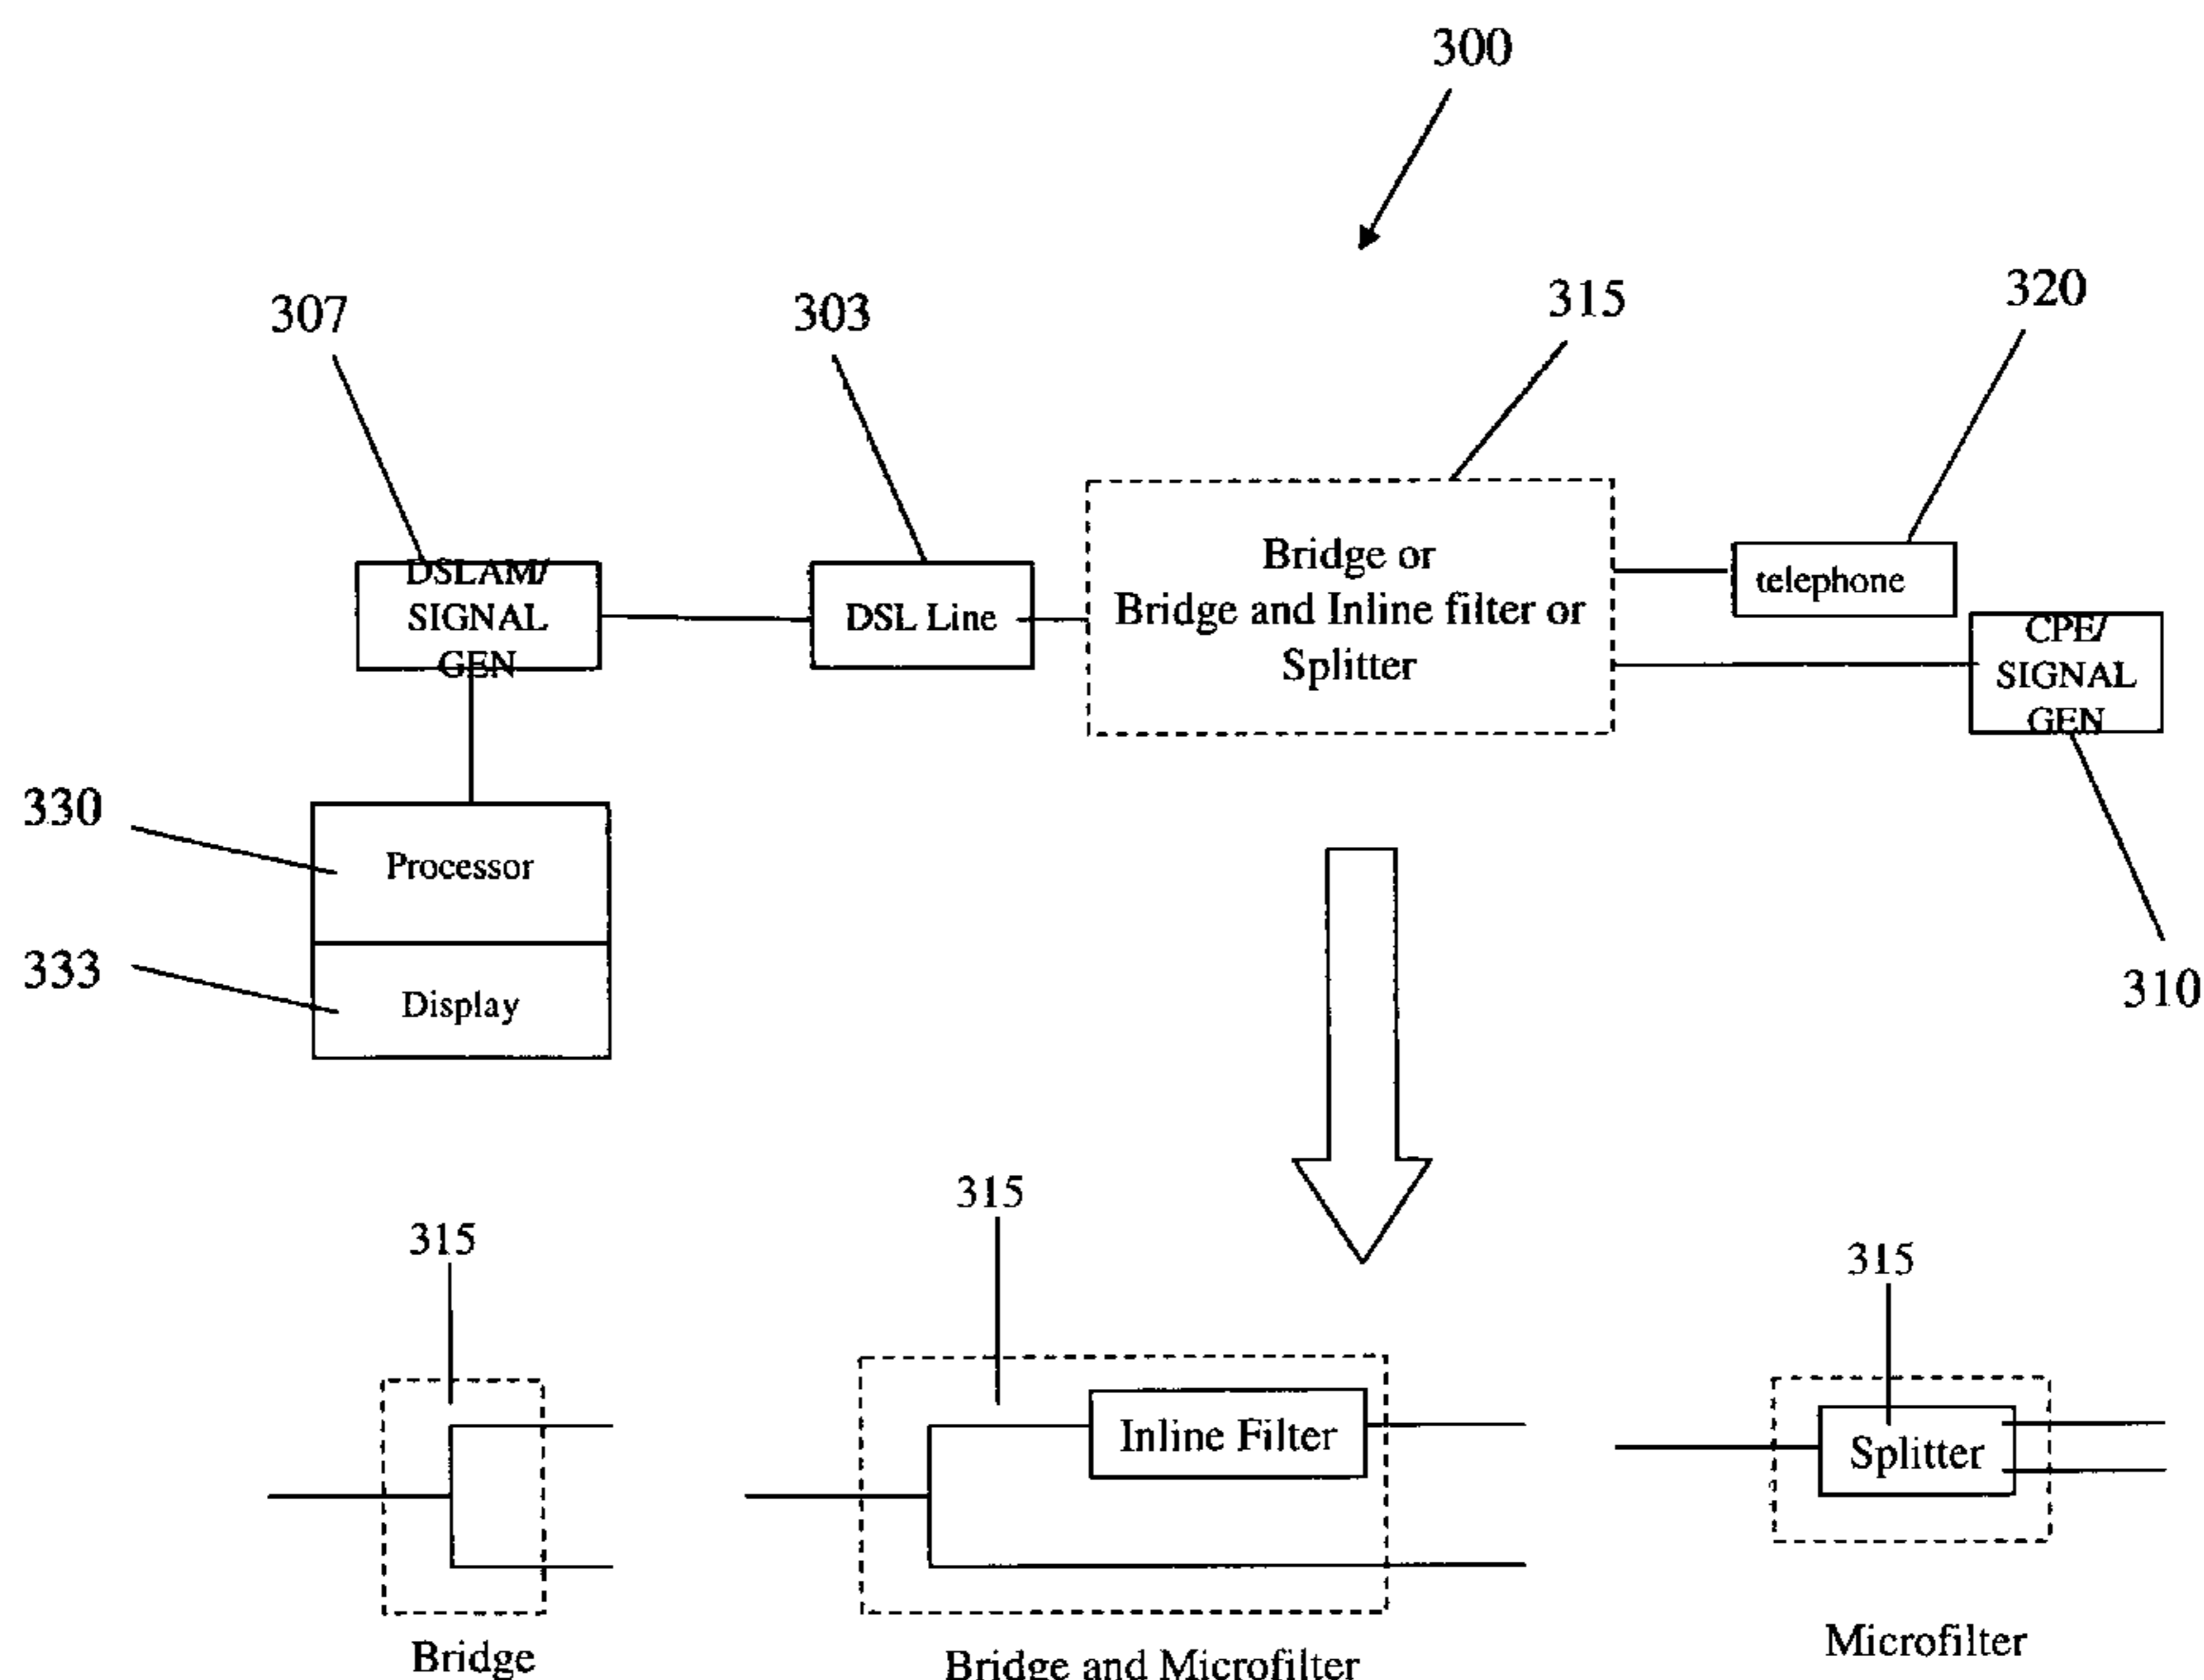 300
307
303
315
320
DSLAM/
SIGNAL
GEN
DSL Line
Bridge or
Bridge and Inline filter or
Splitter
telephone
CPE/
SIGNAL
GEN
330
Processor
333
Display
310
315
315
315
Inline Filter
Splitter
Bridge
Bridge and Microfilter
Microfilter